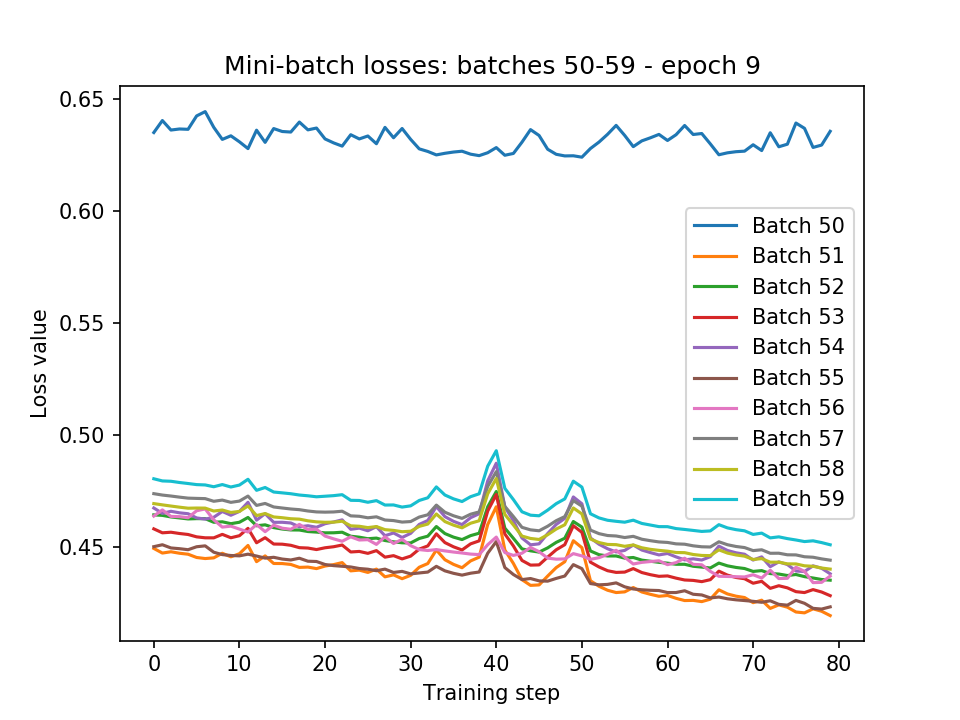 Mini-batch losses: batches 50-59 - epoch 9
Loss value
0.65
0.60
0.55
0.50
0.45
Batch 50
Batch 51
Batch 52
Batch 53
Batch 54
Batch 55
Batch 56
Batch 57
Batch 58
Batch 59
0 10 20 30 40 50 60 70 80
Training step